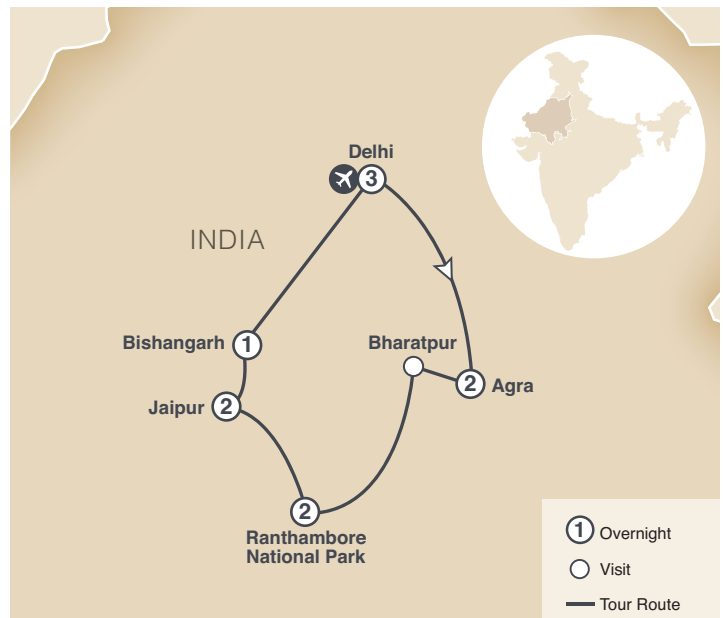 Delhi
3
INDIA
Bishangarh
1
Bharatpur
Jaipur
2
2
Agra
2
Ranthambore
National Park
1 Overnight
Visit
Tour Route